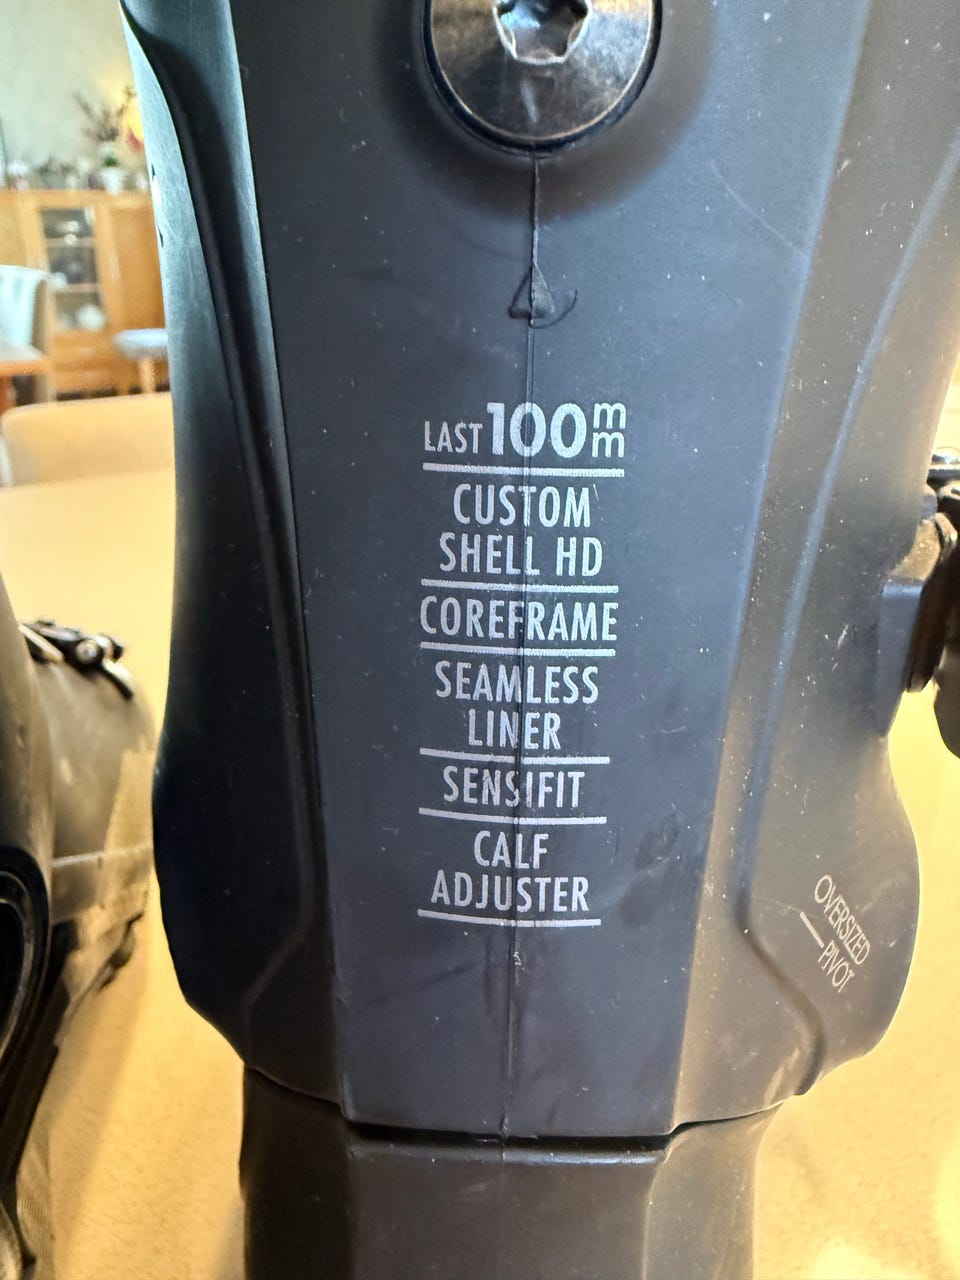 LAST 100mm
CUSTOM
SHELL HD
COREFRAME
SEAMLESS
LINER
SENSIFIT
CALF
ADJUSTER
OVERSIZED
PIVOT